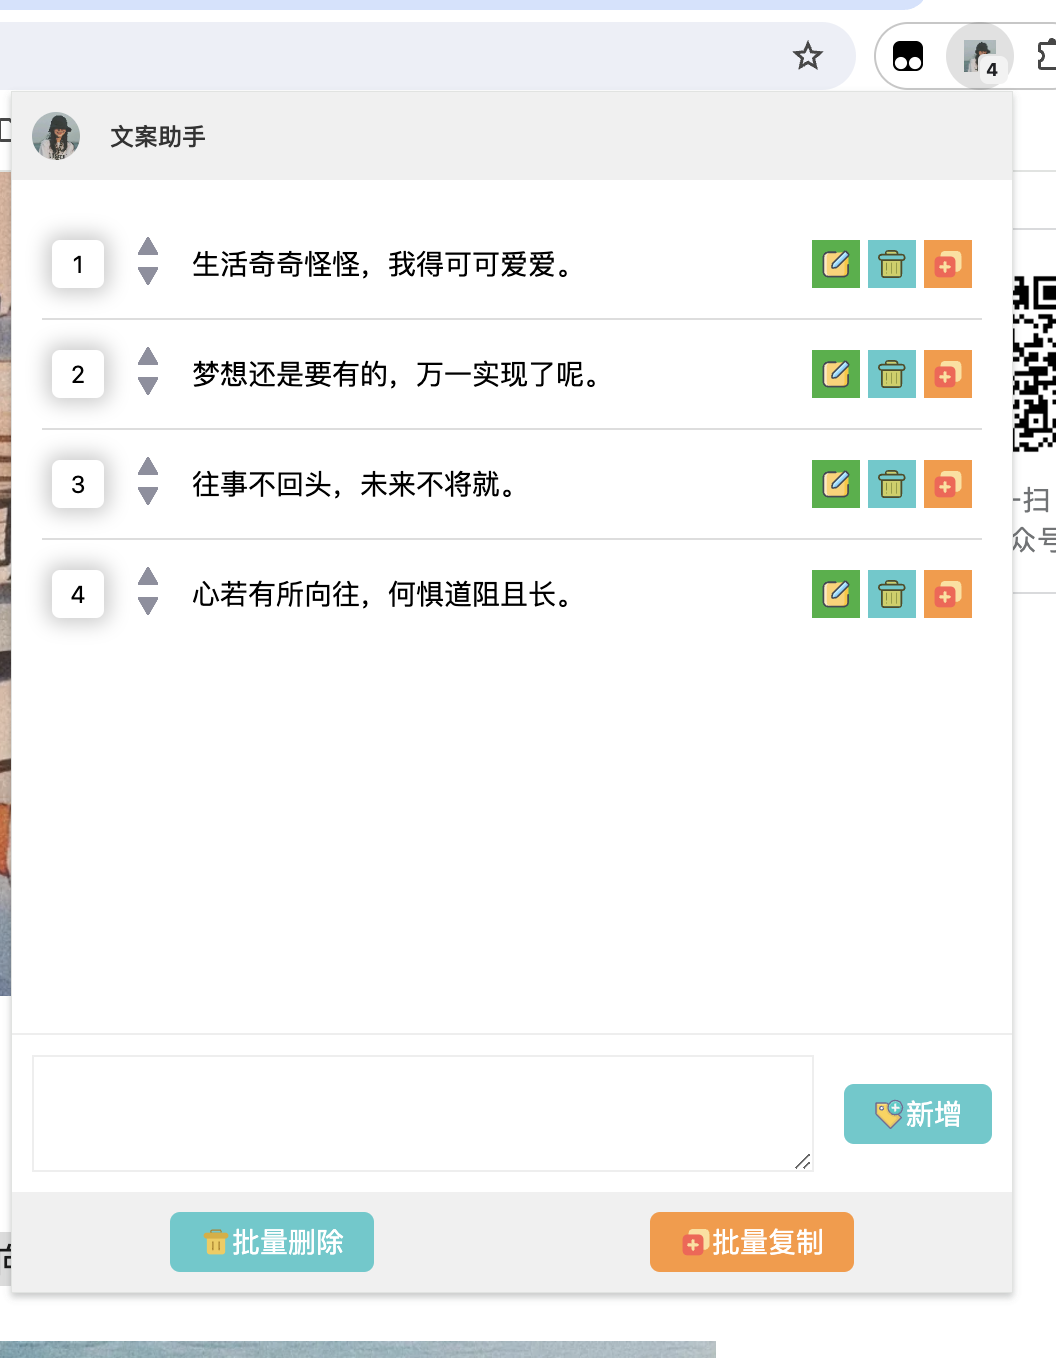 4
文案助手
1 生活奇奇怪怪，我得可可爱爱。
2 梦想还是要有的，万一实现了呢。
3 往事不回头，未来不将就。
4 心若有所向往，何惧道阻且长。
扫
众号
新增
批量删除 批量复制